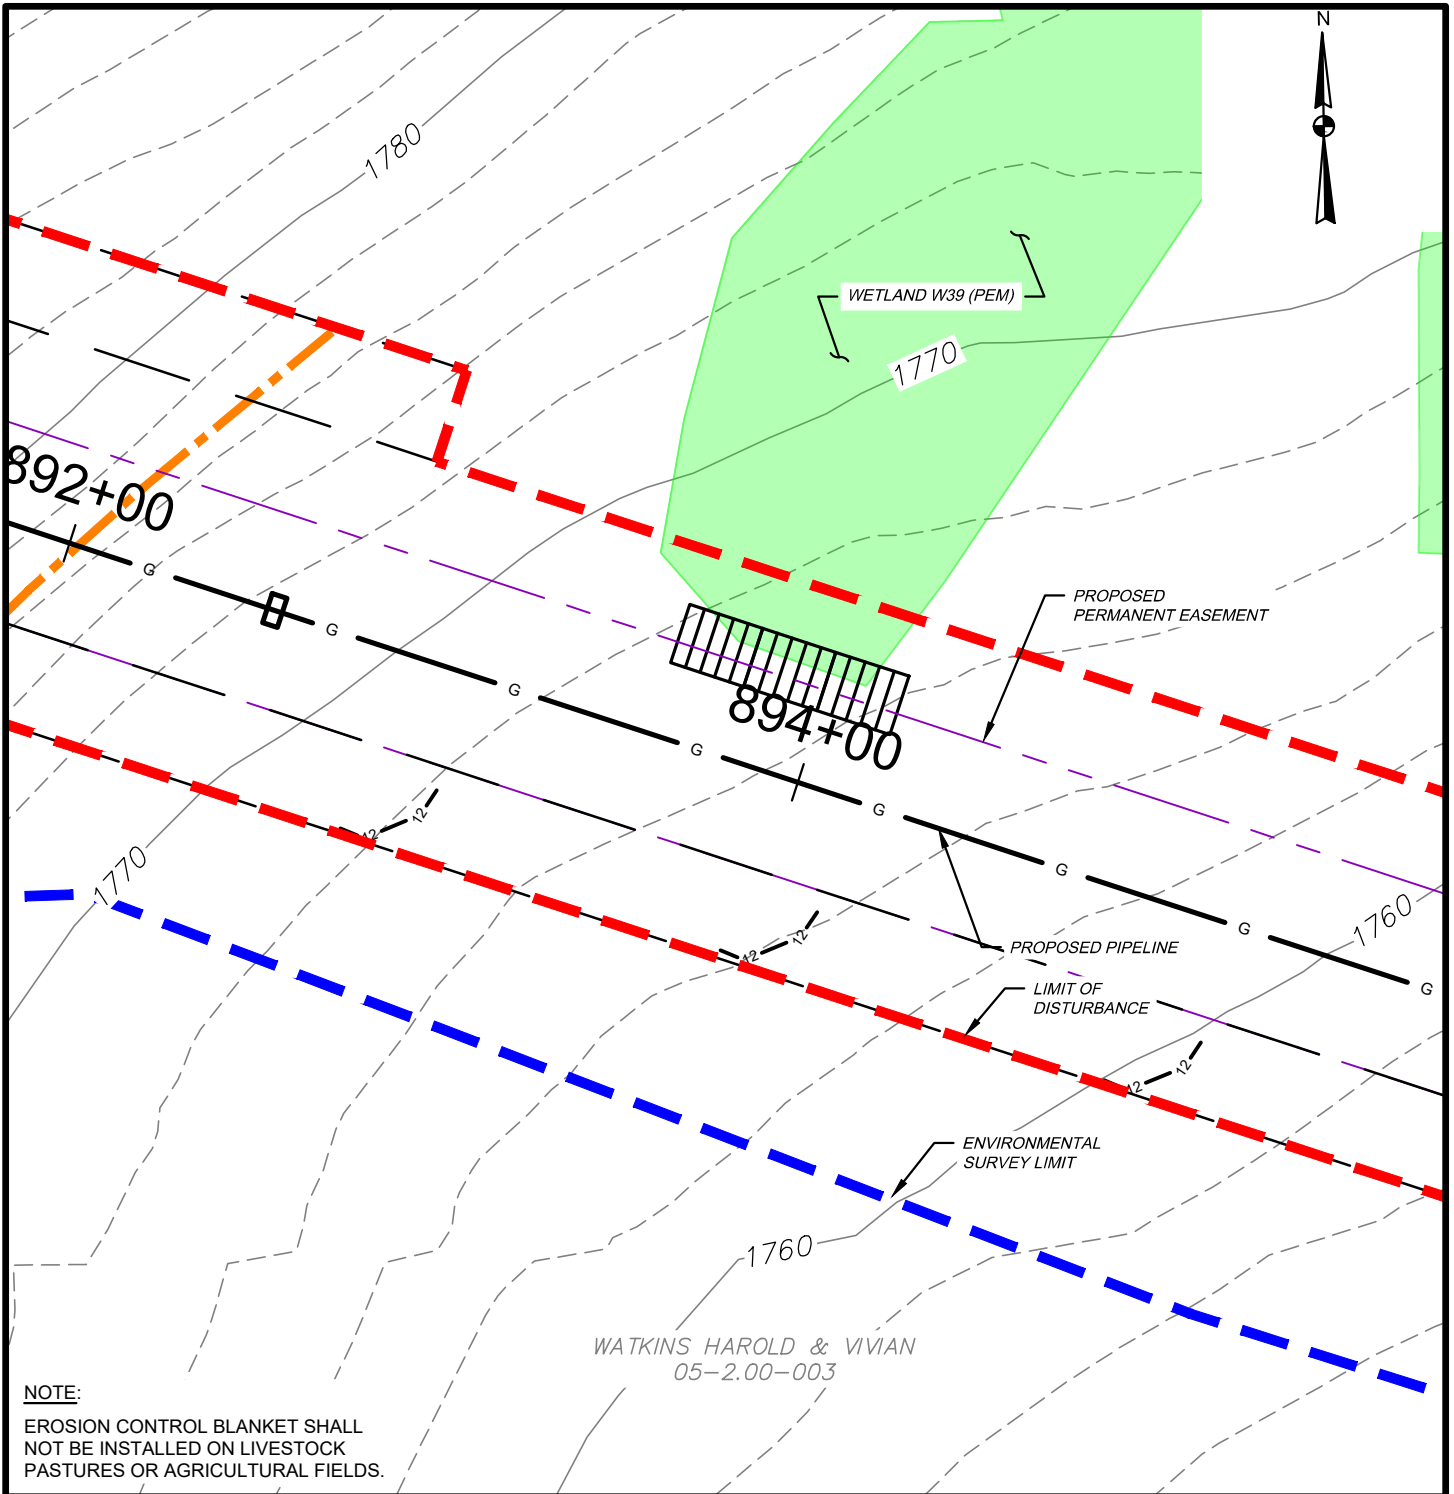 N
1780
WETLAND W39 (PEM)
1770
892+00
G
G
G
G
G
G
G
G
PROPOSED
PERMANENT EASEMENT
894+00
12
12
1770
12
12
1760
PROPOSED PIPELINE
LIMIT OF
DISTURBANCE
12
12
ENVIRONMENTAL
SURVEY LIMIT
1760
WATKINS HAROLD & VIVIAN
05-2.00-003
NOTE:
EROSION CONTROL BLANKET SHALL
NOT BE INSTALLED ON LIVESTOCK
PASTURES OR AGRICULTURAL FIELDS.